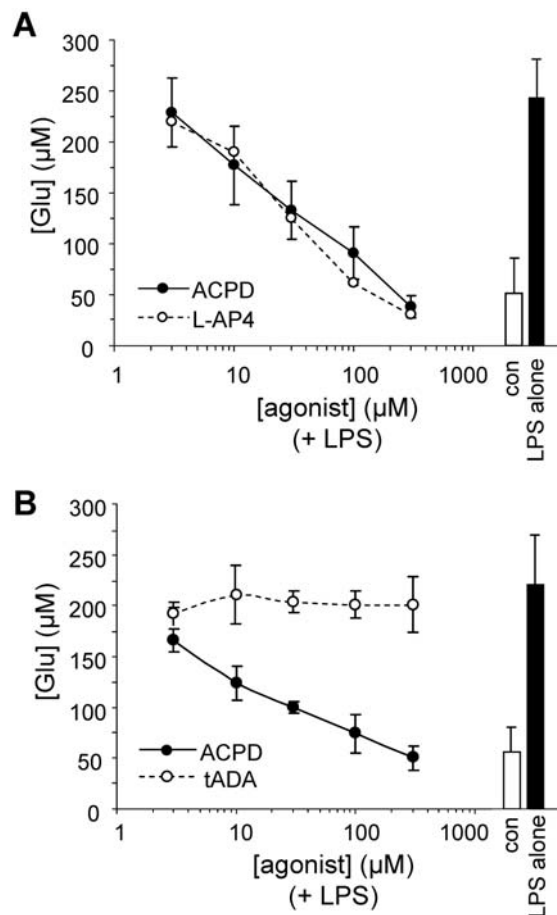 A
300
250
200
150
100
50
0
[Glu] (µM)
ACPD
L-AP4
1 10 100 1000
[agonist] (µM)
(+ LPS)
con
LPS alone
B
300
250
200
150
100
50
0
[Glu] (µM)
ACPD
tADA
1 10 100 1000
[agonist] (µM)
(+ LPS)
con
LPS alone